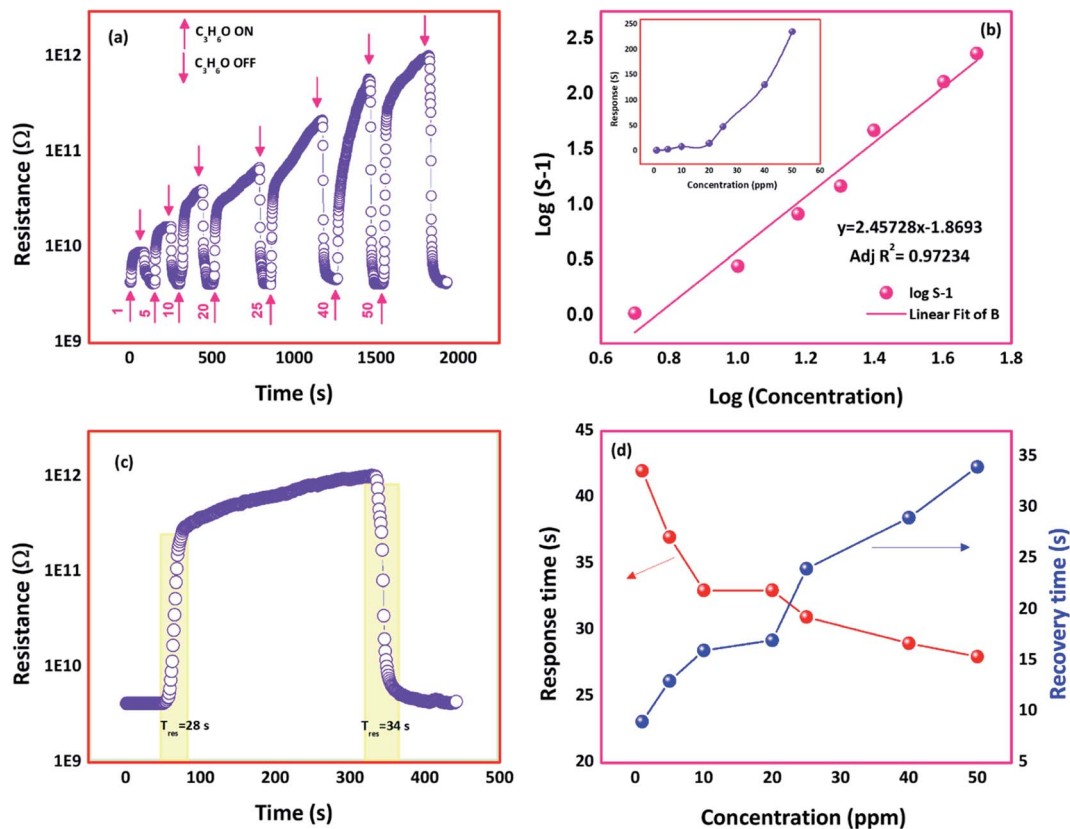 (a)
C3H6O ON
C3H6O OFF
1E12
1E11
1E10
1E9
Resistance (Ω)
1
5
10
20
25
40
50
0
500
1000
1500
2000
Time (s)
(b)
2.5
2.0
1.5
1.0
0.5
0.0
Log (S-1)
250
200
150
100
50
0
Response (S)
0
10
20
30
40
50
60
Concentration (ppm)
y=2.45728x-1.8693
Adj R2= 0.97234
log S-1
Linear Fit of B
0.6
0.8
1.0
1.2
1.4
1.6
1.8
Log (Concentration)
(c)
1E12
1E11
1E10
1E9
Resistance (Ω)
Tres=28 s
Tres=34 s
0
100
200
300
400
500
Time (s)
(d)
45
40
35
30
25
20
Response time (s)
35
30
25
20
15
10
5
Recovery time (s)
0
10
20
30
40
50
Concentration (ppm)